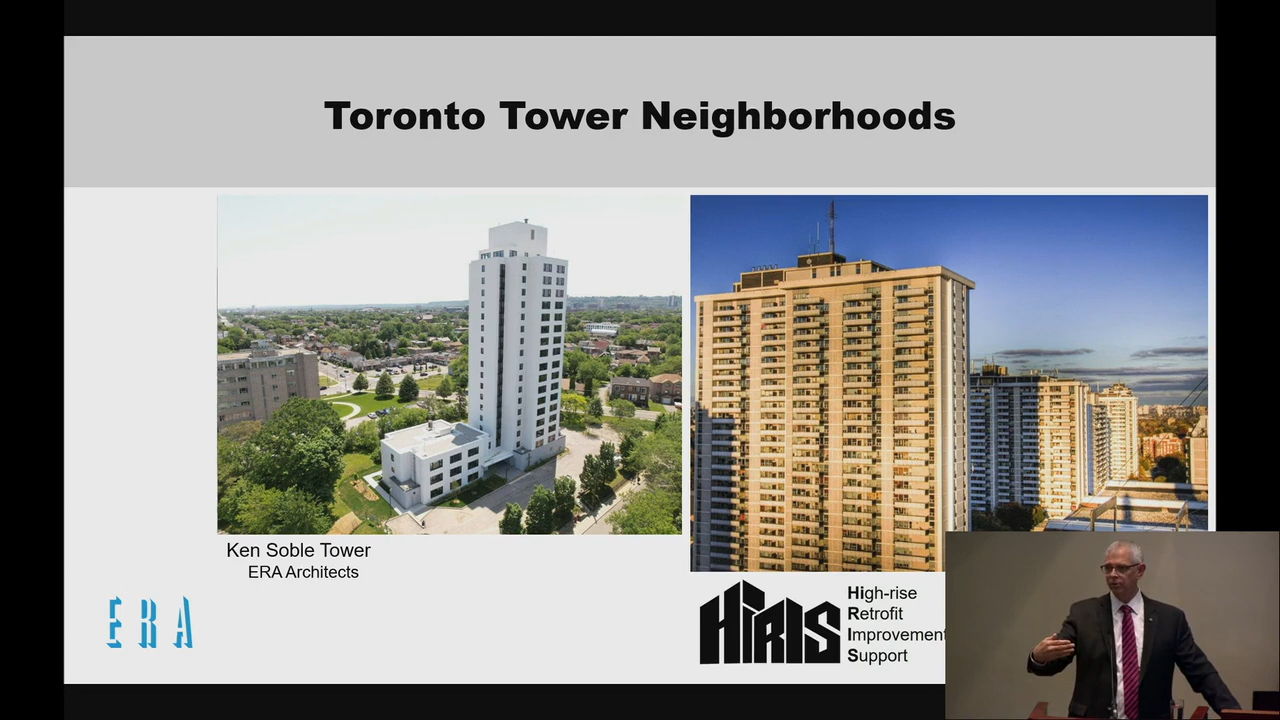 Toronto Tower Neighborhoods
Ken Soble Tower
ERA Architects
ERA
HiRIS
High-rise
Retrofit
Improvement
Support